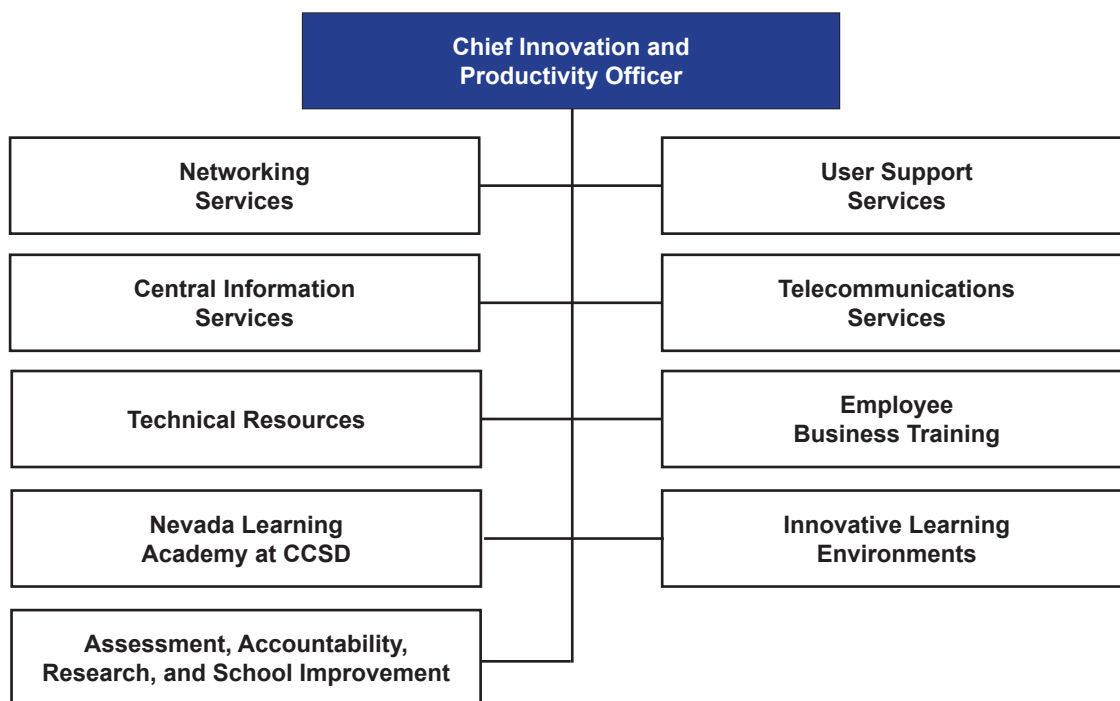 Chief Innovation and
Productivity Officer
Networking
Services
User Support
Services
Central Information
Services
Telecommunications
Services
Technical Resources
Employee
Business Training
Nevada Learning
Academy at CCSD
Innovative Learning
Environments
Assessment, Accountability,
Research, and School Improvement